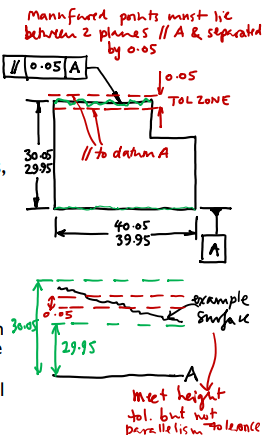 Mannfured points must lie
between 2 planes // A & separated
by 0.05
// 0.05 A
0.05
TOL ZONE
// to datum A
30.05
29.95
40.05
39.95
A
30.05
0.05
29.95
example
surface
A
meet height
tol. but not
parallelism tolerence